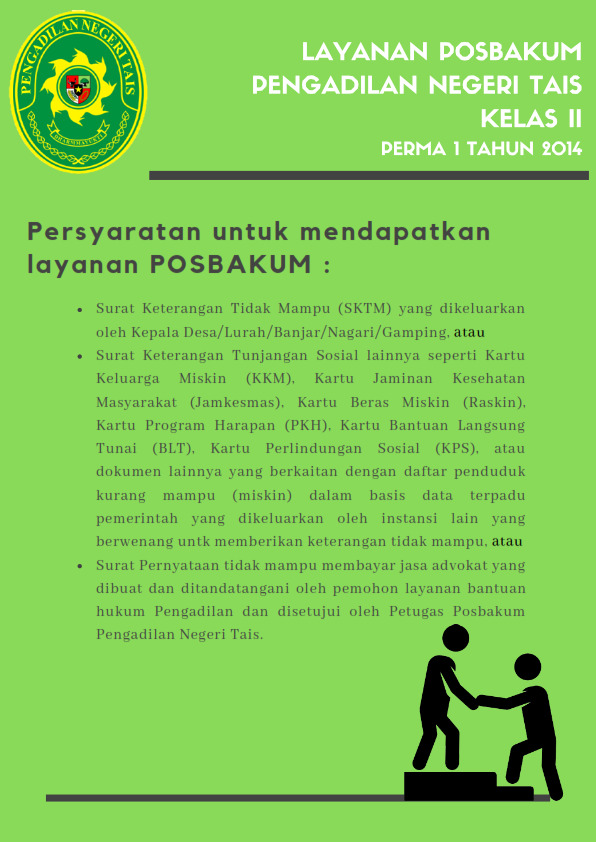 PENGADILAN NEGERI TAIS
DHARMMAYUKTI
LAYANAN POSBAKUM
PENGADILAN NEGERI TAIS
KELAS II
PERMA 1 TAHUN 2014
Persyaratan untuk mendapatkan
layanan POSBAKUM :
• Surat Keterangan Tidak Mampu (SKTM) yang dikeluarkan
oleh Kepala Desa/Lurah/Banjar/Nagari/Gamping, atau
• Surat Keterangan Tunjangan Sosial lainnya seperti Kartu
Keluarga Miskin (KKM), Kartu Jaminan Kesehatan
Masyarakat (Jamkesmas), Kartu Beras Miskin (Raskin),
Kartu Program Harapan (PKH), Kartu Bantuan Langsung
Tunai (BLT), Kartu Perlindungan Sosial (KPS), atau
dokumen lainnya yang berkaitan dengan daftar penduduk
kurang mampu (miskin) dalam basis data terpadu
pemerintah yang dikeluarkan oleh instansi lain yang
berwenang untk memberikan keterangan tidak mampu, atau
• Surat Pernyataan tidak mampu membayar jasa advokat yang
dibuat dan ditandatangani oleh pemohon layanan bantuan
hukum Pengadilan dan disetujui oleh Petugas Posbakum
Pengadilan Negeri Tais.